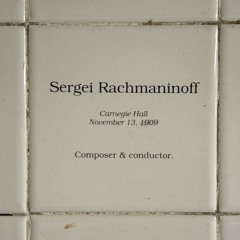 Sergei Rachmaninoff
Carnegie Hall
November 13, 1909
Composer & conductor.